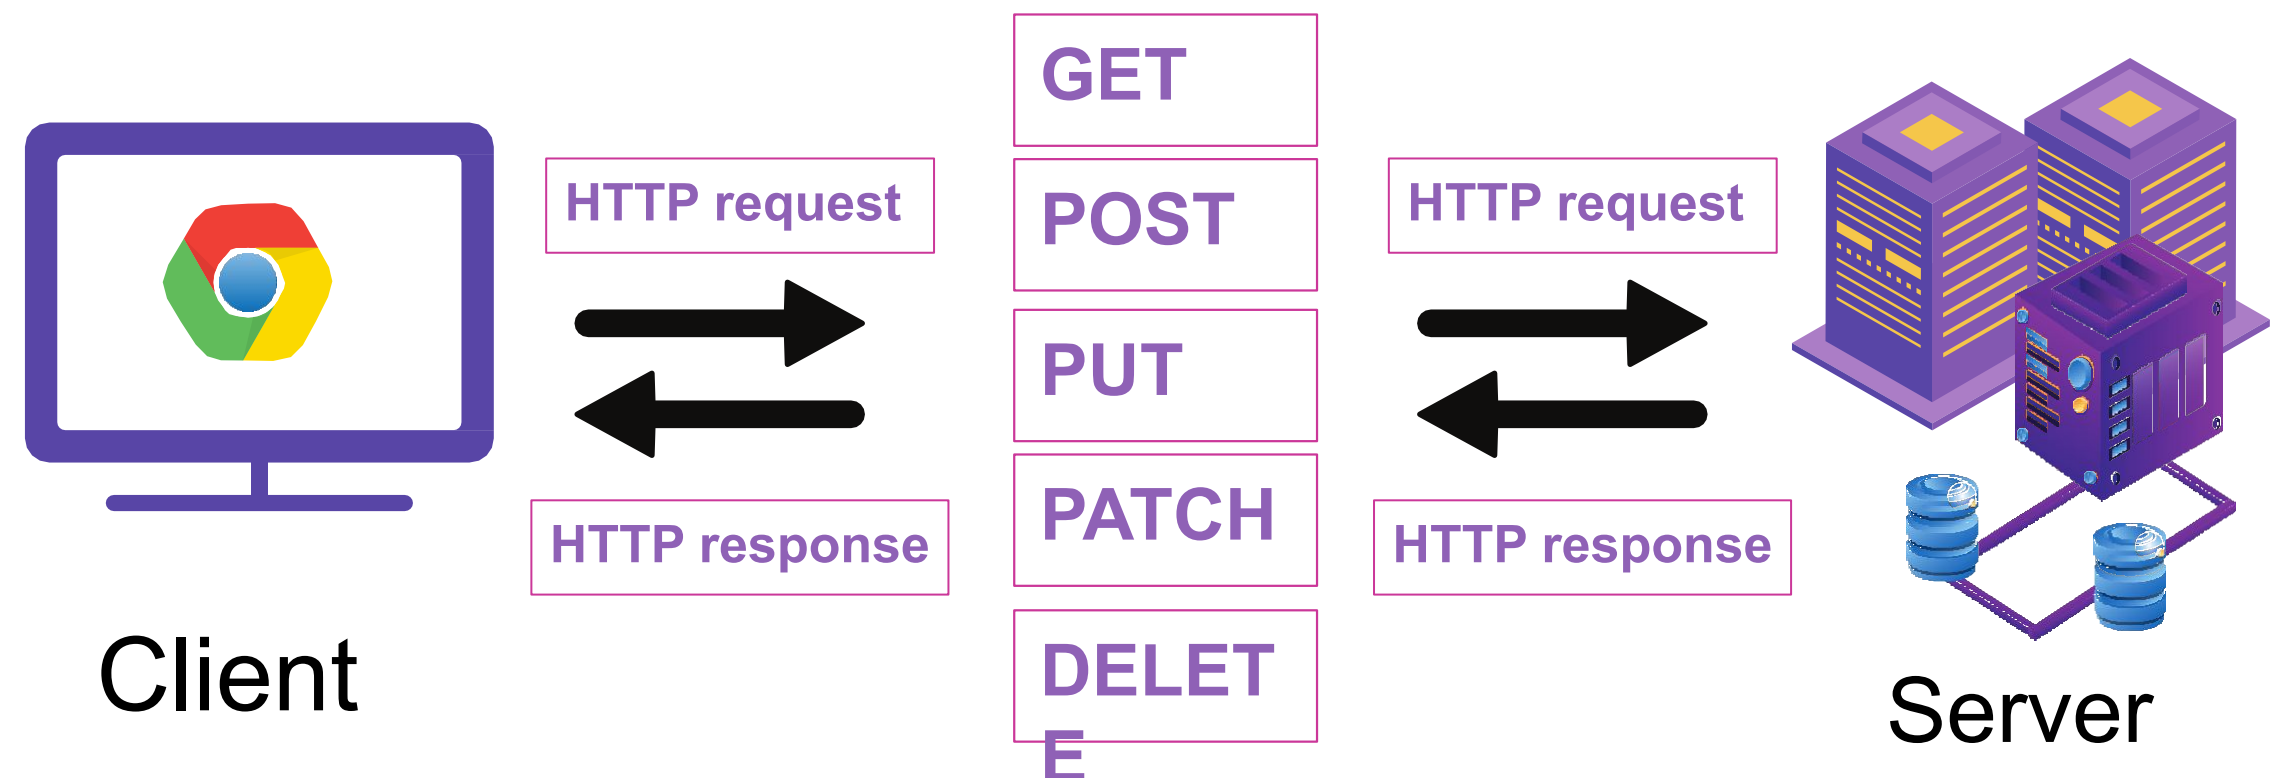 GET
HTTP request
POST
HTTP request
PUT
PATCH
HTTP response
HTTP response
DELET
E
Client
Server